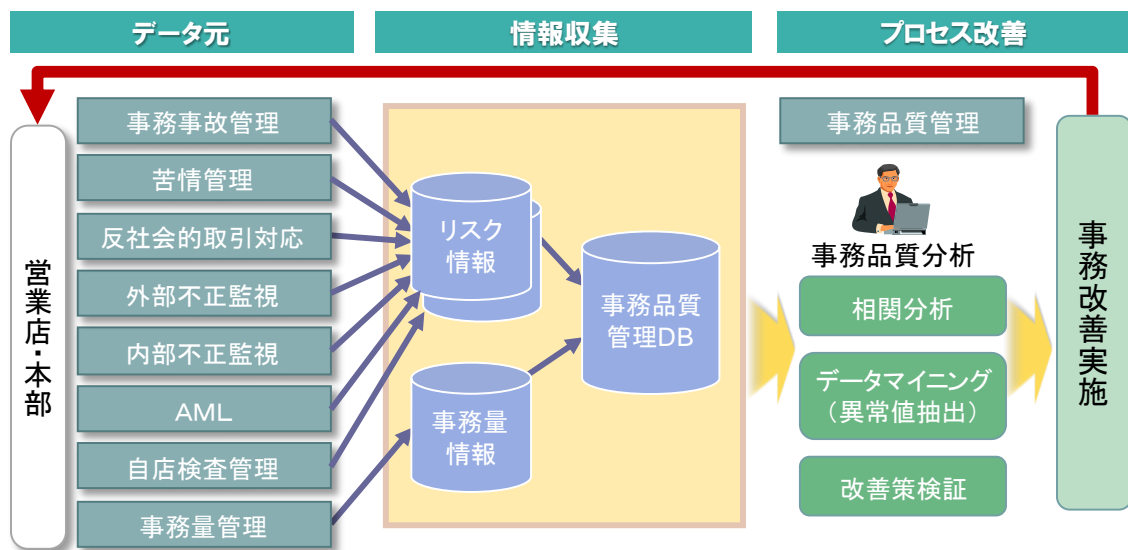 データ元
情報収集
プロセス改善
営業店・本部
事務事故管理
苦情管理
反社会的取引対応
外部不正監視
内部不正監視
AML
自店検査管理
事務量管理
リスク
情報
事務量
情報
事務品質
管理DB
事務品質管理
事務品質分析
相関分析
データマイニング
（異常値抽出）
改善策検証
事務改善実施